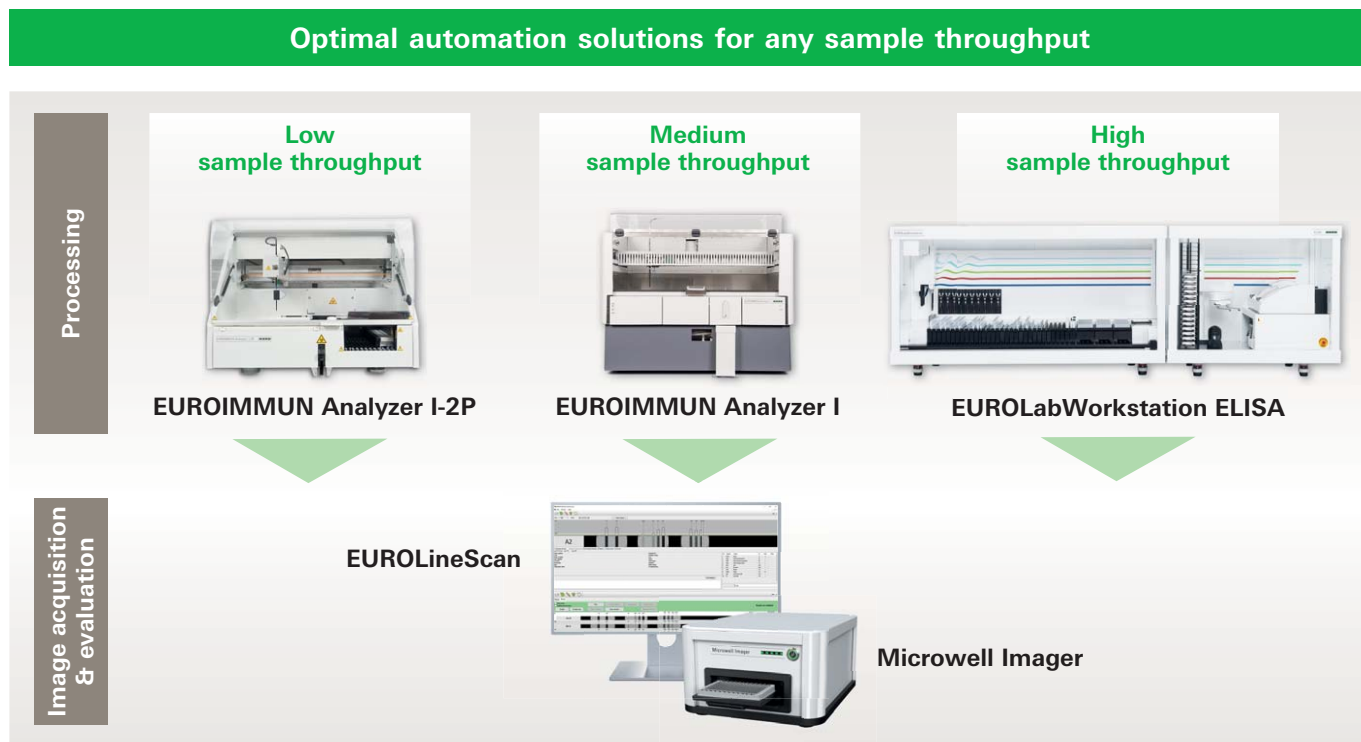 Optimal automation solutions for any sample throughput
Processing
Low
sample throughput
Medium
sample throughput
High
sample throughput
EUROIMMUN Analyzer I-2P
EUROIMMUN Analyzer I
EUROLabWorkstation ELISA
Image acquisition
& evaluation
EUROLineScan
A2
Microwell Imager
Microwell Imager